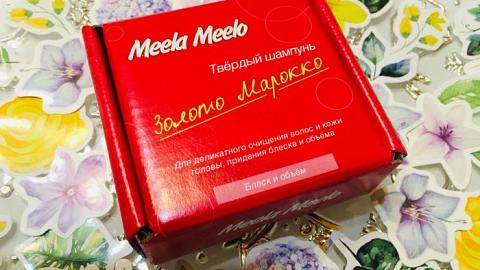 Meela Meelo
Твёрдый шампунь
Золото Марокко
Для деликатного очищения волос и кожи
головы, придания блеска и объёма
Блеск и объём
Meela Meelo